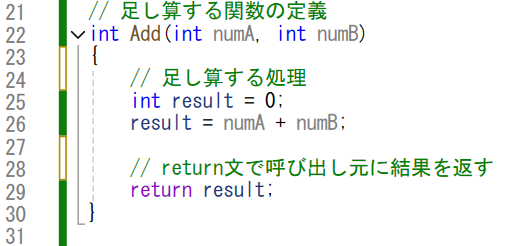 21 // 足し算する関数の定義
22 int Add(int numA, int numB)
23 {
24 // 足し算する処理
25 int result = 0;
26 result = numA + numB;
27
28 // return文で呼び出し元に結果を返す
29 return result;
30 }
31